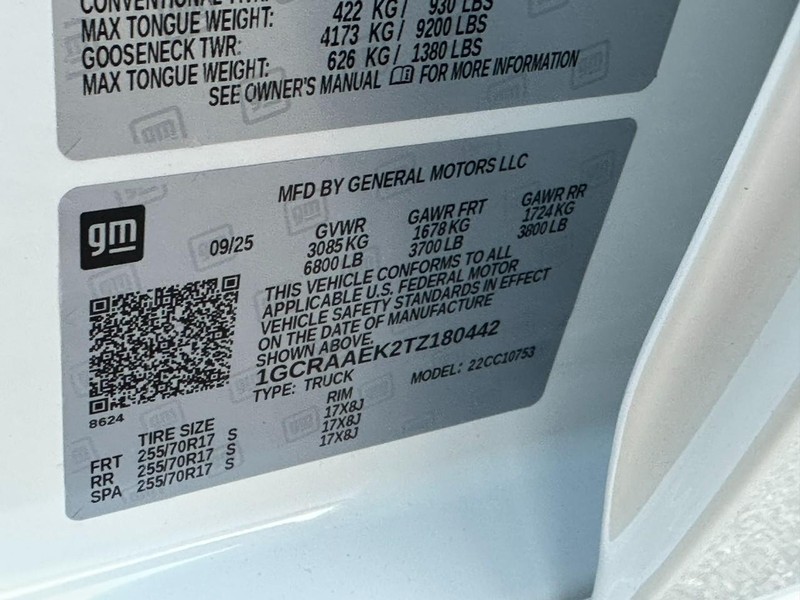 CONVENTIONAL TWR: 930 LBS
MAX TONGUE WEIGHT: 422 KG/
GOOSENECK TWR: 4173 KG/ 9200 LBS
MAX TONGUE WEIGHT: 626 KG/ 1380 LBS
SEE OWNER'S MANUAL FOR MORE INFORMATION
gm
MFD BY GENERAL MOTORS LLC
gm
09/25
GVWR GAWR FRT GAWR RR
3085 KG 1678 KG 1724 KG
6800 LB 3700 LB 3800 LB
THIS VEHICLE CONFORMS TO ALL
APPLICABLE U.S. FEDERAL MOTOR
VEHICLE SAFETY STANDARDS IN EFFECT
ON THE DATE OF MANUFACTURE
SHOWN ABOVE.
1GCRAAEK2TZ180442
TYPE: TRUCK MODEL: 22CC10753
8624
TIRE SIZE RIM
FRT 255/70R17 S 17X8J
RR 255/70R17 S 17X8J
SPA 255/70R17 S 17X8J